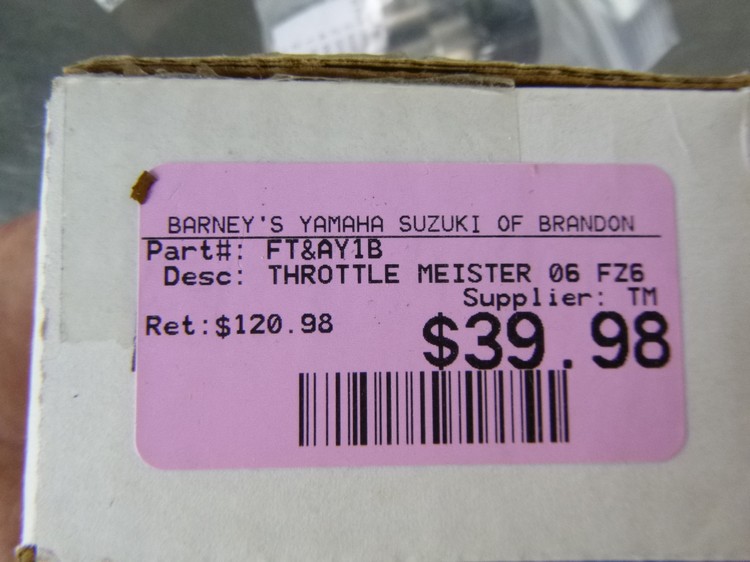 BARNEY'S YAMAHA SUZUKI OF BRANDON
Part#: FT&AY1B
Desc: THROTTLE MEISTER 06 FZ6
Supplier: TM
Ret:$120.98 $39.98